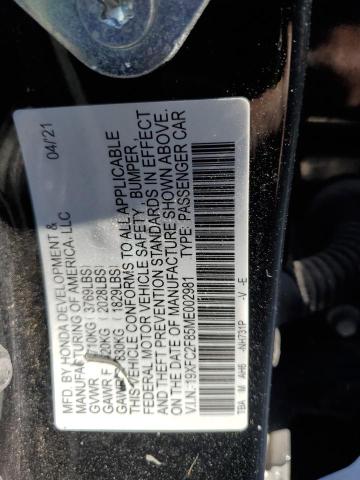 MFD. BY HONDA DEVELOPMENT & 04/21
MANUFACTURING OF AMERICA, LLC
GVWR 1710KG (3769LBS)
GAWR F 920KG (2028LBS)
GAWR R 830KG (1829LBS)
THIS VEHICLE CONFORMS TO ALL APPLICABLE
FEDERAL MOTOR VEHICLE SAFETY, BUMPER,
AND THEFT PREVENTION STANDARDS IN EFFECT
ON THE DATE OF MANUFACTURE SHOWN ABOVE.
V.I.N.: 19XFC2F85ME002981 TYPE: PASSENGER CAR
TBA M AH6 -NH731P -V -E